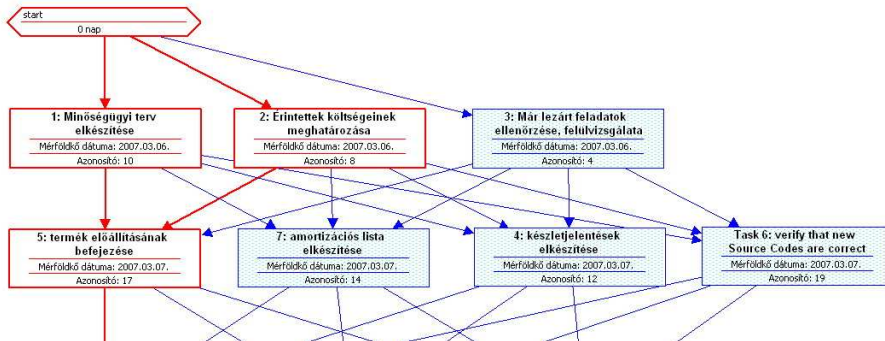 start
0 nap
1: Minőségügyi terv
elkészítése
Mérföldkő dátuma: 2007.03.06.
Azonosító: 10
2: Érintettek költségeinek
meghatározása
Mérföldkő dátuma: 2007.03.06.
Azonosító: 8
3: Már lezárt feladatok
ellenőrzése, felülvizsgálata
Mérföldkő dátuma: 2007.03.06.
Azonosító: 4
5: termék előállításának
befejezése
Mérföldkő dátuma: 2007.03.07.
Azonosító: 17
7: amortizációs lista
elkészítése
Mérföldkő dátuma: 2007.03.07.
Azonosító: 14
4: készletjelentések
elkészítése
Mérföldkő dátuma: 2007.03.07.
Azonosító: 12
Task 6: verify that new
Source Codes are correct
Mérföldkő dátuma: 2007.03.07.
Azonosító: 19